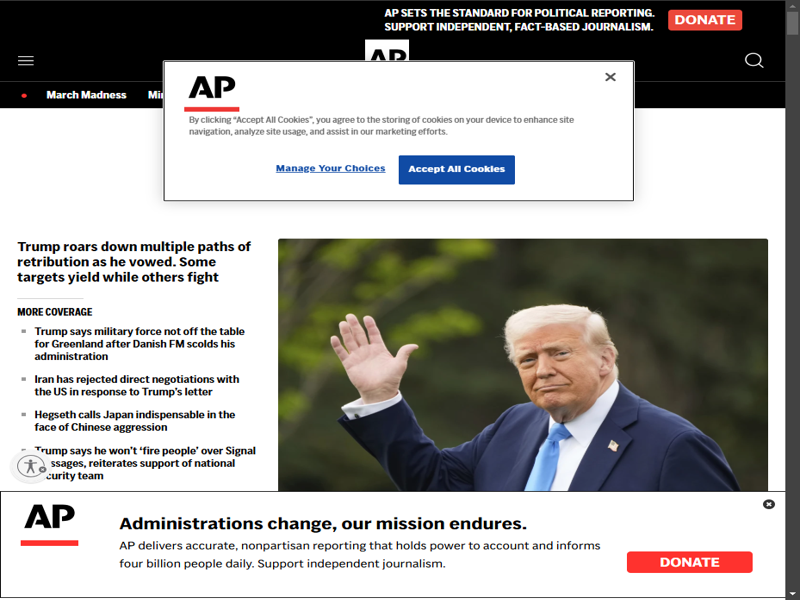 AP SETS THE STANDARD FOR POLITICAL REPORTING.
SUPPORT INDEPENDENT, FACT-BASED JOURNALISM.
DONATE
AP
March Madness
AP
By clicking “Accept All Cookies”, you agree to the storing of cookies on your device to enhance site
navigation, analyze site usage, and assist in our marketing efforts.
Manage Your Choices
Accept All Cookies
Trump roars down multiple paths of
retribution as he vowed. Some
targets yield while others fight
MORE COVERAGE
Trump says military force not off the table
for Greenland after Danish FM scolds his
administration
Iran has rejected direct negotiations with
the US in response to Trump’s letter
Hegseth calls Japan indispensable in the
face of Chinese aggression
Trump says he won’t ‘fire people’ over Signal
ssages, reiterates support of national
curity team
AP
Administrations change, our mission endures.
AP delivers accurate, nonpartisan reporting that holds power to account and informs
four billion people daily. Support independent journalism.
DONATE